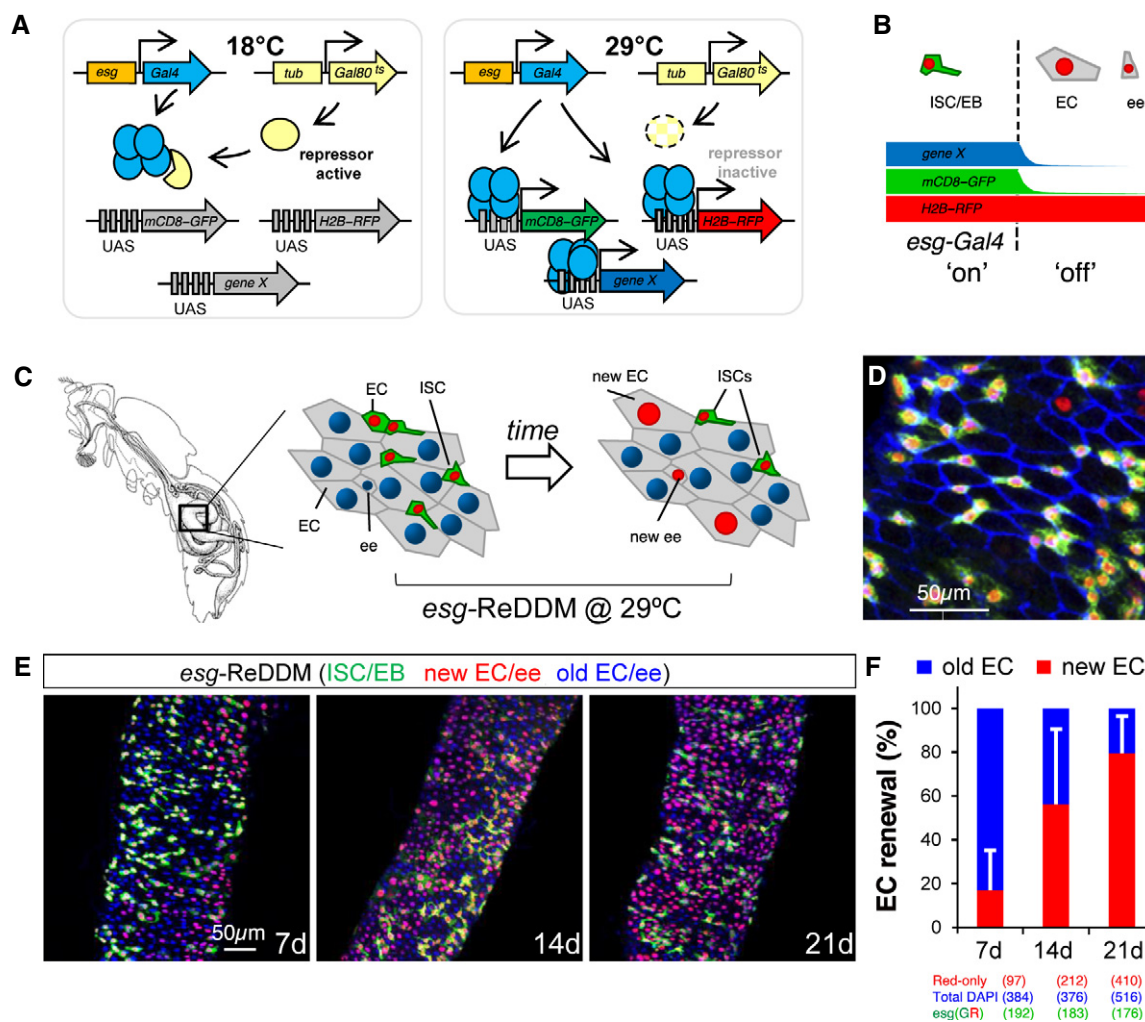 A
18°C
esg
Gal4
tub
Gal80 ts
repressor
active
mCD8–GFP
UAS
H2B–RFP
UAS
gene X
UAS
29°C
esg
Gal4
tub
Gal80 ts
repressor
inactive
mCD8–GFP
UAS
H2B–RFP
UAS
gene X
UAS
B
ISC/EB
EC
ee
gene X
mCD8–GFP
H2B–RFP
esg-Gal4
'on'
'off'
C
EC
ISC
EC
ee
time
new EC
ISCs
new ee
esg-ReDDM @ 29ºC
D
50µm
E
esg-ReDDM (ISC/EB new EC/ee old EC/ee)
50µm
7d
14d
21d
F
old EC
new EC
EC renewal (%)
100
80
60
40
20
0
7d
14d
21d
Red-only (97) (212) (410)
Total DAPI (384) (376) (516)
esg(GR) (192) (183) (176)